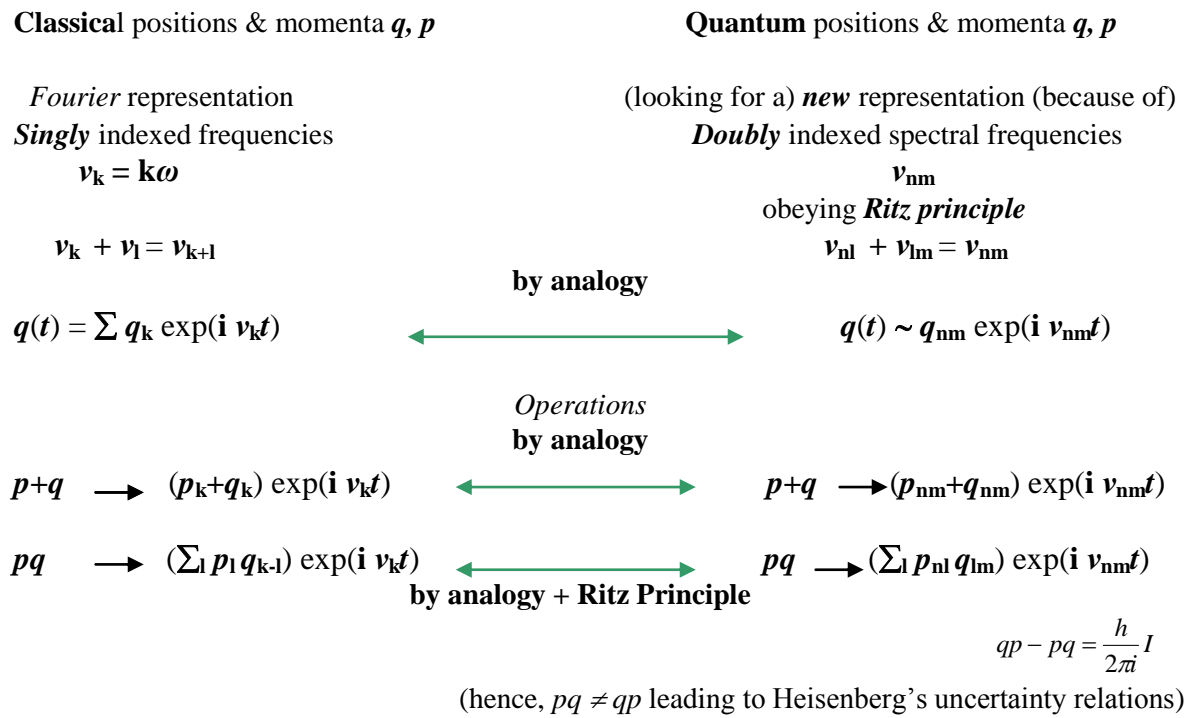 Classical positions & momenta q, p Quantum positions & momenta q, p
Fourier representation (looking for a) new representation (because of)
Singly indexed frequencies Doubly indexed spectral frequencies
νk = kω νnm
obeying Ritz principle
νk + νl = νk+l νnl + νlm = νnm
by analogy
q(t) = ∑ qk exp(i νkt) q(t) ~ qnm exp(i νnmt)
Operations
by analogy
p+q → (pk+qk) exp(i νkt) p+q → (pnm+qnm) exp(i νnmt)
pq → (∑l pl qk-l) exp(i νkt) pq → (∑l pnl qlm) exp(i νnmt)
by analogy + Ritz Principle
qp − pq = h/2πi I
(hence, pq ≠ qp leading to Heisenberg's uncertainty relations)